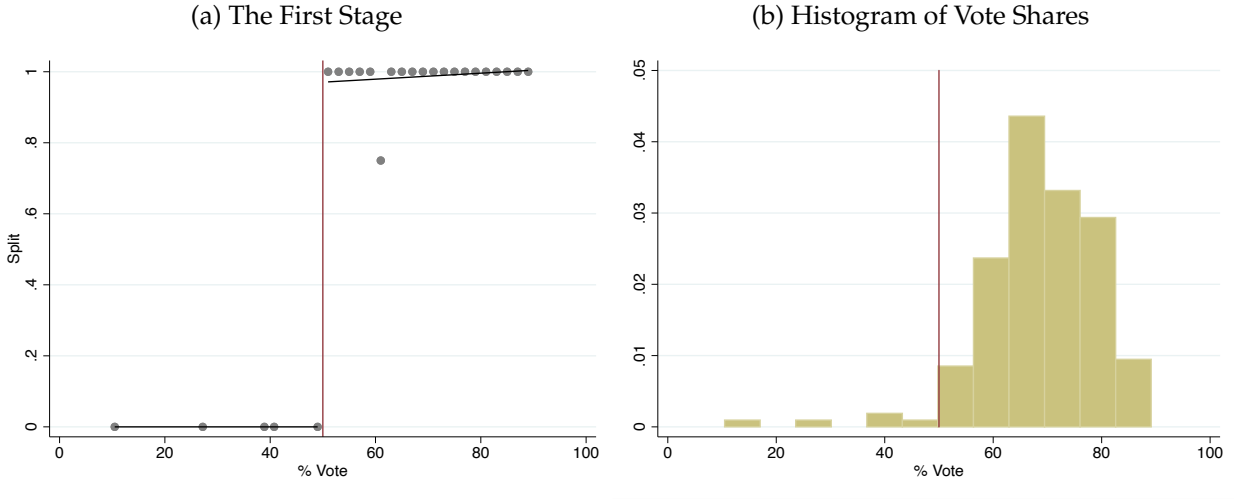 (a) The First Stage
(b) Histogram of Vote Shares
1
.8
.6
.4
.2
0
Split
0 20 40 60 80 100
% Vote
.05
.04
.03
.02
.01
0
0 20 40 60 80 100
% Vote